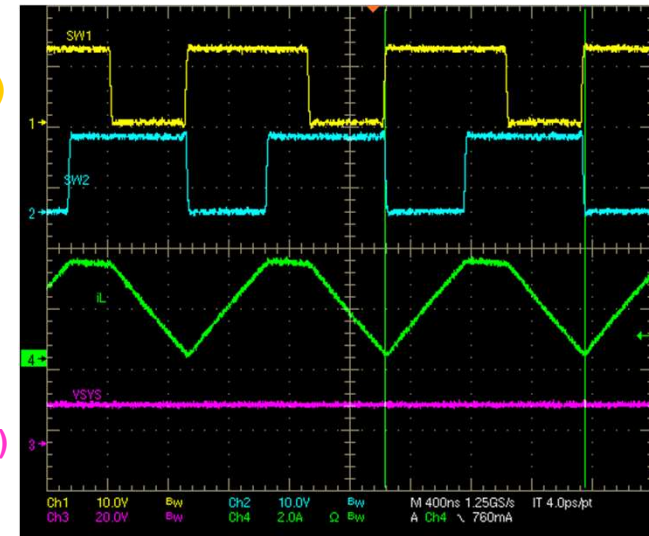 SW1
1
SW2
2
iL
4
VSYS
3
Ch1 10.0V Bw Ch2 10.0V Bw M 400ns 1.25GS/s IT 4.0ps/pt
Ch3 20.0V Bw Ch4 2.0A Ω Bw A Ch4 \ 760mA
)
)